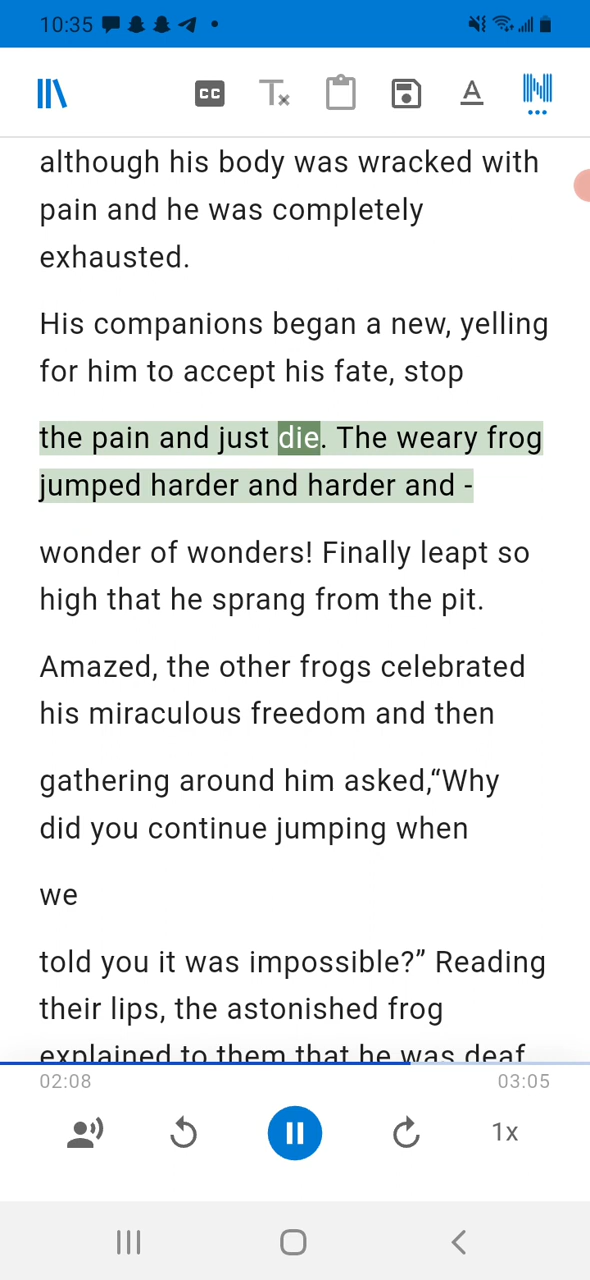 10:35
CC
although his body was wracked with
pain and he was completely
exhausted.
His companions began a new, yelling
for him to accept his fate, stop
the pain and just die. The weary frog
jumped harder and harder and -
wonder of wonders! Finally leapt so
high that he sprang from the pit.
Amazed, the other frogs celebrated
his miraculous freedom and then
gathering around him asked,“Why
did you continue jumping when
we
told you it was impossible?” Reading
their lips, the astonished frog
explained to them that he was deaf
02:08
03:05
1x